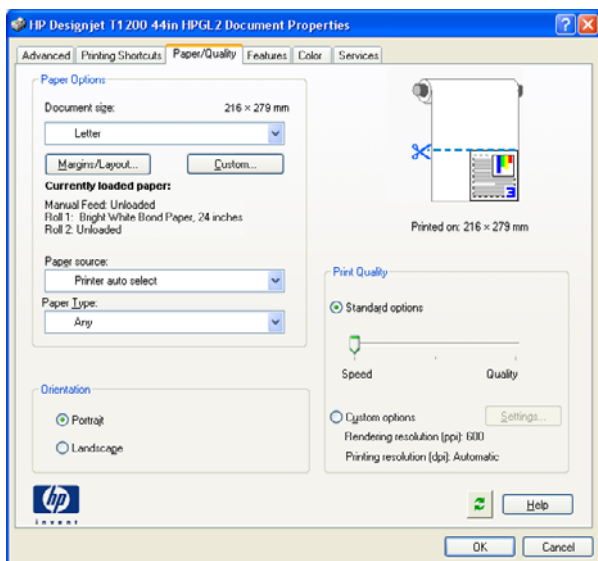 HP Designjet T1200 44in HPGL2 Document Properties
Advanced Printing Shortcuts Paper/Quality Features Color Services
Paper Options
Document size: 216 × 279 mm
Letter
Margins/Layout... Custom...
Currently loaded paper:
Manual Feed: Unloaded
Roll 1: Bright White Bond Paper, 24 inches
Roll 2: Unloaded
Paper source:
Printer auto select
Paper Type:
Any
Orientation
Portrait
Landscape
3
Printed on: 216 × 279 mm
Print Quality
Standard options
Speed Quality
Custom options Settings...
Rendering resolution (ppi): 600
Printing resolution (dpi): Automatic
hp
invent
Help
OK Cancel